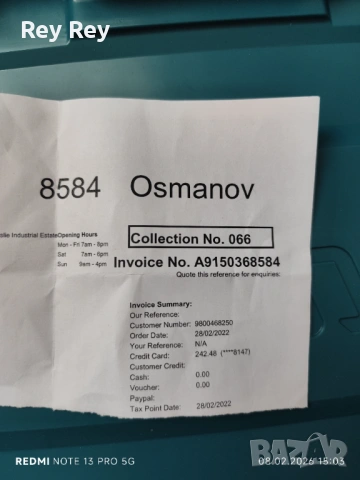 Rey Rey
8584 Osmanov
Industrial Estate Opening Hours
Mon - Fri 7am - 8pm
Sat 7am - 6pm
Sun 9am - 4pm
Collection No. 066
Invoice No. A9150368584
Quote this reference for enquiries:
Invoice Summary:
Our Reference:
Customer Number: 9800468250
Order Date: 28/02/2022
Your Reference: N/A
Credit Card: 242.48 (****8147)
Customer Credit:
Cash: 0.00
Voucher: 0.00
Paypal:
Tax Point Date: 28/02/2022
REDMI NOTE 13 PRO 5G
08.02.2026 15:03
BAZAR